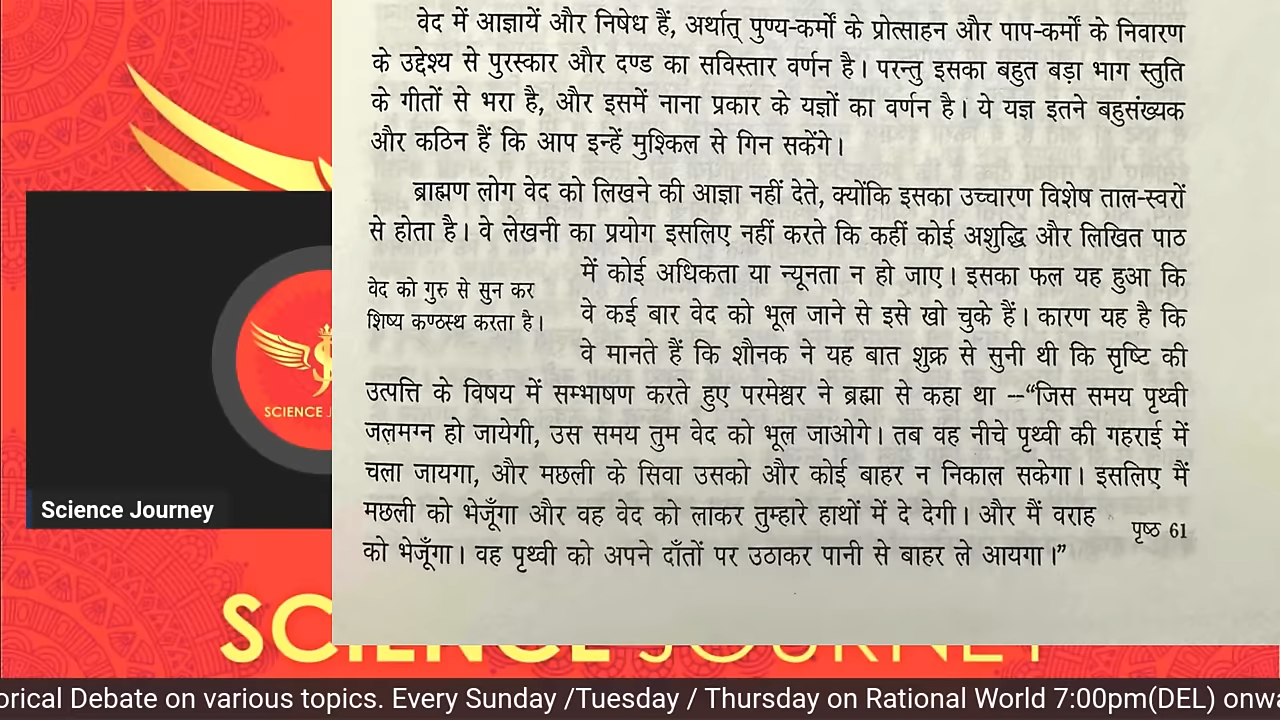 वेद में आज्ञायें और निषेध हैं, अर्थात् पुण्य-कर्मों के प्रोत्साहन और पाप-कर्मों के निवारण
के उद्देश्य से पुरस्कार और दण्ड का सविस्तार वर्णन है। परन्तु इसका बहुत बड़ा भाग स्तुति
के गीतों से भरा है, और इसमें नाना प्रकार के यज्ञों का वर्णन है। ये यज्ञ इतने बहुसंख्यक
और कठिन हैं कि आप इन्हें मुश्किल से गिन सकेंगे।
ब्राह्मण लोग वेद को लिखने की आज्ञा नहीं देते, क्योंकि इसका उच्चारण विशेष ताल-स्वरों
से होता है। वे लेखनी का प्रयोग इसलिए नहीं करते कि कहीं कोई अशुद्धि और लिखित पाठ
वेद को गुरु से सुन कर
शिष्य कण्ठस्थ करता है।
में कोई अधिकता या न्यूनता न हो जाए। इसका फल यह हुआ कि
वे कई बार वेद को भूल जाने से इसे खो चुके हैं। कारण यह है कि
वे मानते हैं कि शौनक ने यह बात शुक्र से सुनी थी कि सृष्टि की
उत्पत्ति के विषय में सम्भाषण करते हुए परमेश्वर ने ब्रह्मा से कहा था --“जिस समय पृथ्वी
जलमग्न हो जायेगी, उस समय तुम वेद को भूल जाओगे। तब वह नीचे पृथ्वी की गहराई में
चला जायगा, और मछली के सिवा उसको और कोई बाहर न निकाल सकेगा। इसलिए मैं
मछली को भेजूँगा और वह वेद को लाकर तुम्हारे हाथों में दे देगी। और मैं वराह
को भेजूँगा। वह पृथ्वी को अपने दाँतों पर उठाकर पानी से बाहर ले आयगा।”
पृष्ठ 61
SCIENCE J
Science Journey
SCIENCE JOURNEY
orical Debate on various topics. Every Sunday /Tuesday / Thursday on Rational World 7:00pm(DEL) onwa